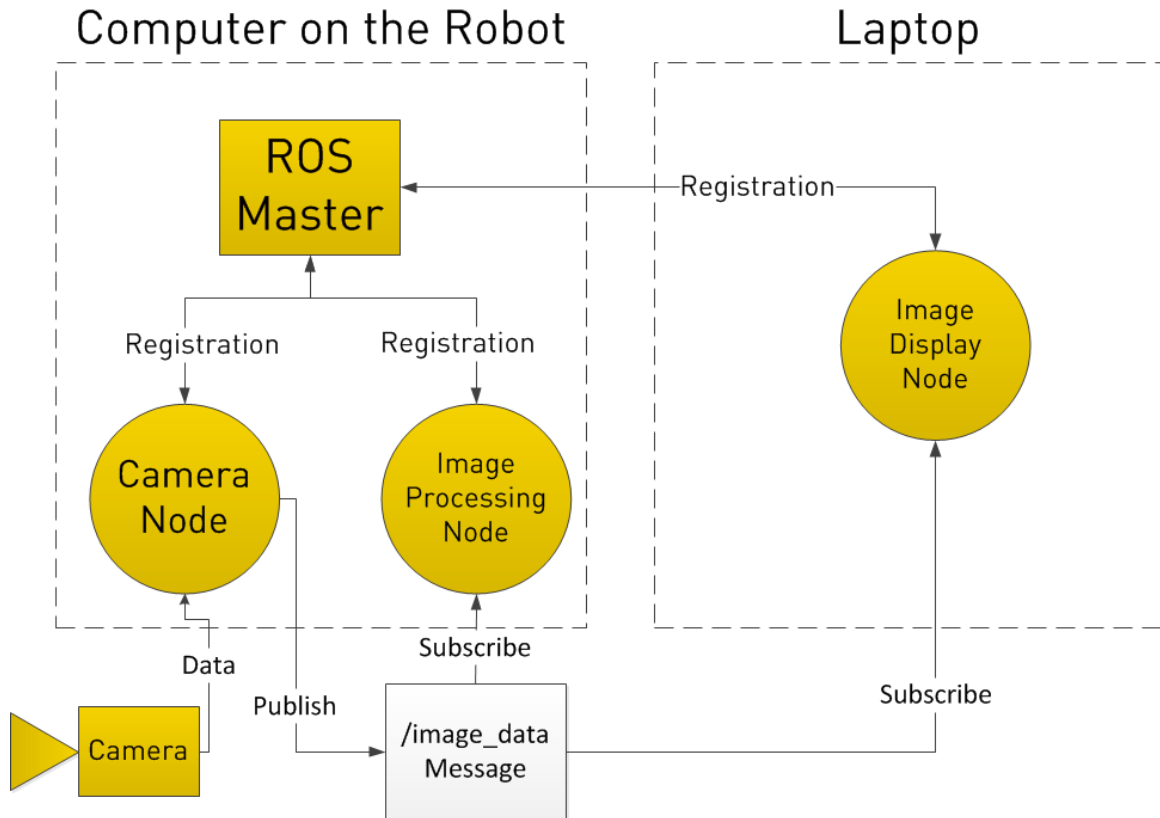 Computer on the Robot
Laptop
ROS
Master
Registration
Registration
Registration
Image
Display
Node
Camera
Node
Image
Processing
Node
Data
Publish
Subscribe
Subscribe
Camera
/image_data
Message